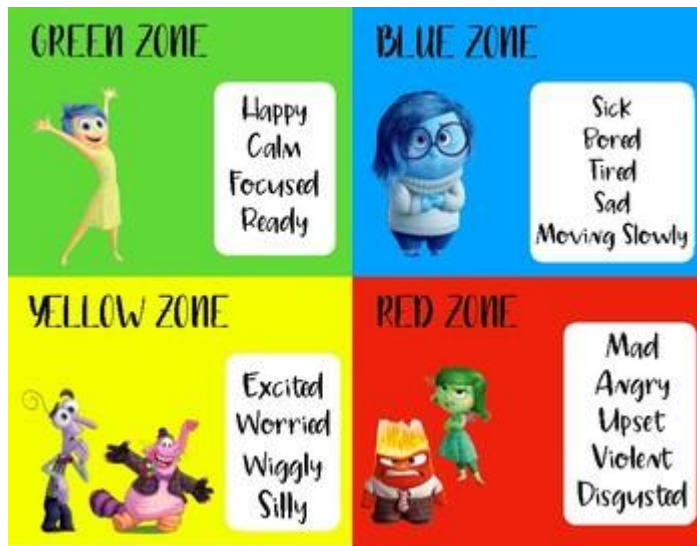 GREEN ZONE
Happy
Calm
Focused
Ready
BLUE ZONE
Sick
Bored
Tired
Sad
Moving Slowly
YELLOW ZONE
Excited
Worried
Wiggly
Silly
RED ZONE
Mad
Angry
Upset
Violent
Disgusted